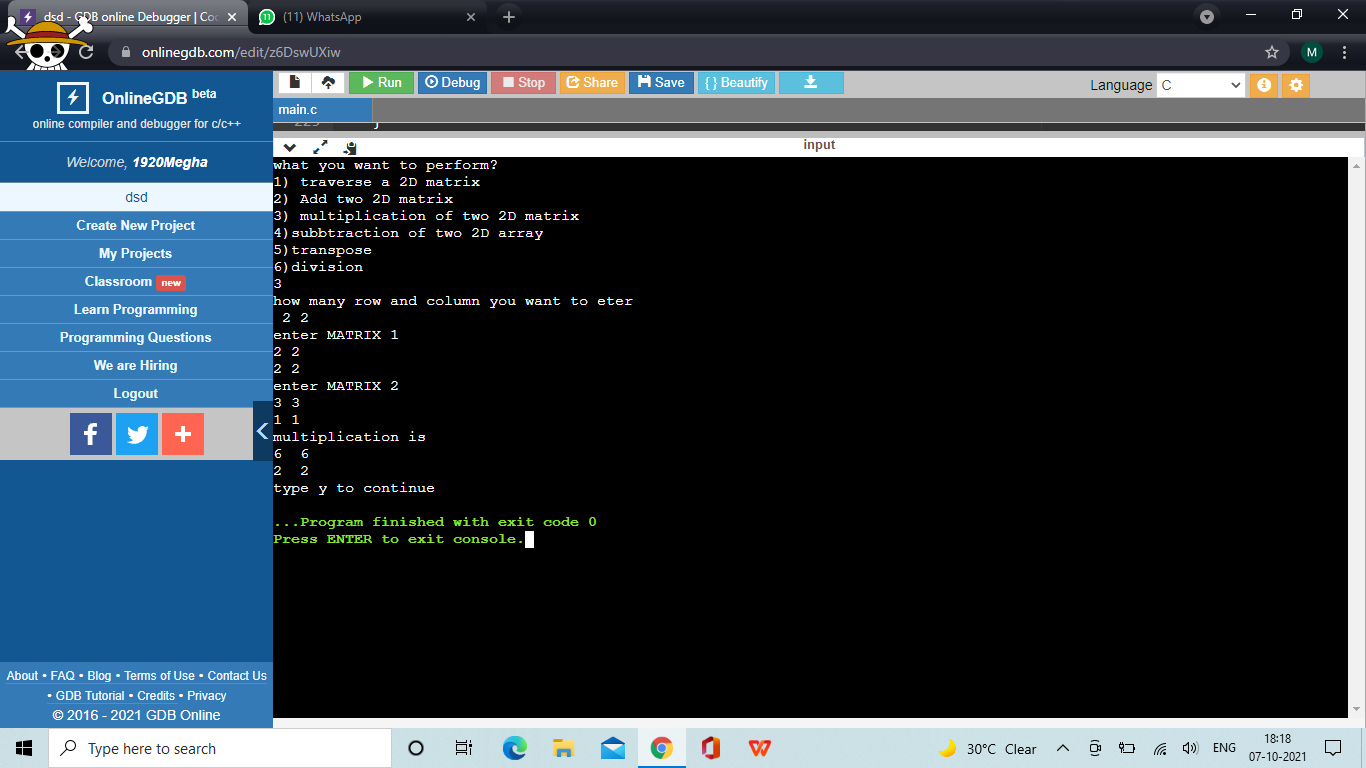 dsd - GDB online Debugger | Co
(11) WhatsApp
onlinegdb.com/edit/z6DswUXiw
M
OnlineGDB beta
online compiler and debugger for c/c++
Welcome, 1920Megha
dsd
Create New Project
My Projects
Classroom new
Learn Programming
Programming Questions
We are Hiring
Logout
About • FAQ • Blog • Terms of Use • Contact Us
• GDB Tutorial • Credits • Privacy
© 2016 - 2021 GDB Online
Run Debug Stop Share Save { } Beautify
Language C
main.c
input
what you want to perform?
1) traverse a 2D matrix
2) Add two 2D matrix
3) multiplication of two 2D matrix
4)subbtraction of two 2D array
5)transpose
6)division
3
how many row and column you want to eter
2 2
enter MATRIX 1
2 2
2 2
enter MATRIX 2
3 3
1 1
multiplication is
6 6
2 2
type y to continue
...Program finished with exit code 0
Press ENTER to exit console.
Type here to search
30°C Clear
ENG
18:18
07-10-2021